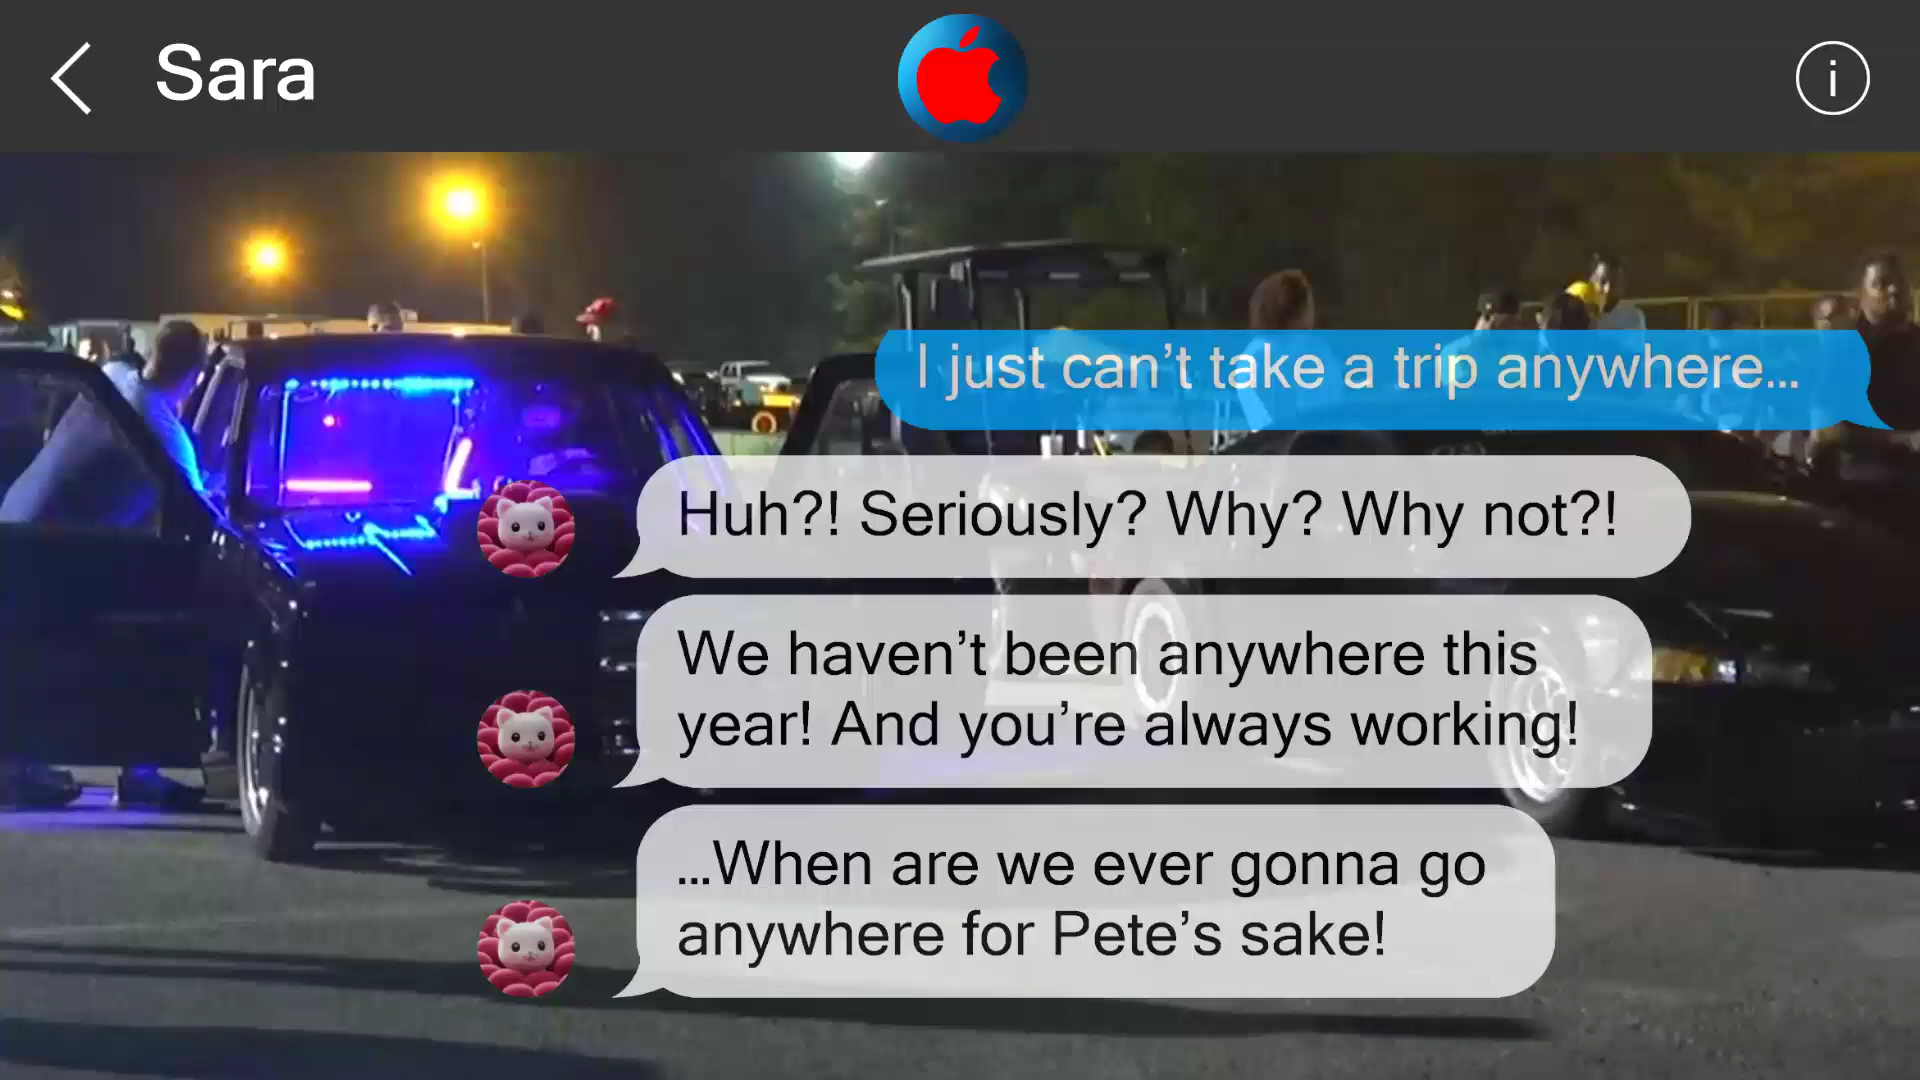 Sara
I just can’t take a trip anywhere…
Huh?! Seriously? Why? Why not?!
We haven’t been anywhere this
year! And you’re always working!
…When are we ever gonna go
anywhere for Pete’s sake!